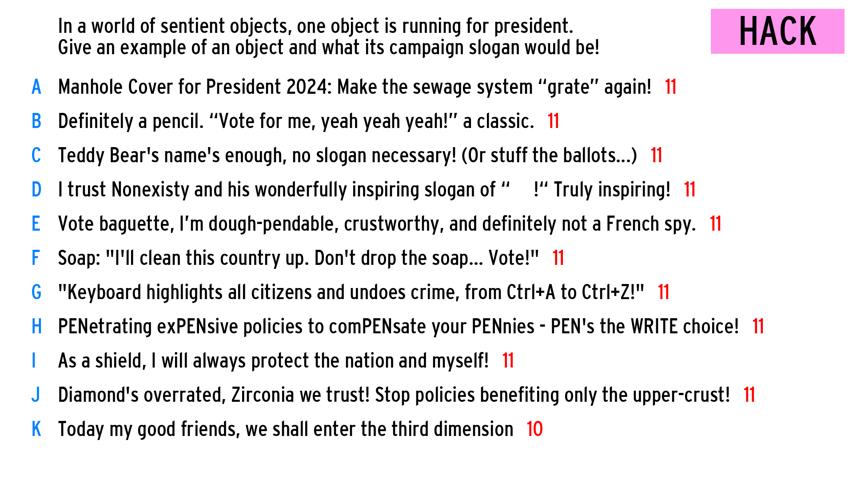 In a world of sentient objects, one object is running for president.
Give an example of an object and what its campaign slogan would be!
HACK
A Manhole Cover for President 2024: Make the sewage system “grate” again! 11
B Definitely a pencil. “Vote for me, yeah yeah yeah!” a classic. 11
C Teddy Bear's name's enough, no slogan necessary! (Or stuff the ballots...) 11
D I trust Nonexisty and his wonderfully inspiring slogan of “    !“ Truly inspiring! 11
E Vote baguette, I’m dough-pendable, crustworthy, and definitely not a French spy. 11
F Soap: "I'll clean this country up. Don't drop the soap... Vote!" 11
G "Keyboard highlights all citizens and undoes crime, from Ctrl+A to Ctrl+Z!" 11
H PENetrating exPENsive policies to comPENsate your PENnies - PEN's the WRITE choice! 11
I As a shield, I will always protect the nation and myself! 11
J Diamond's overrated, Zirconia we trust! Stop policies benefiting only the upper-crust! 11
K Today my good friends, we shall enter the third dimension 10